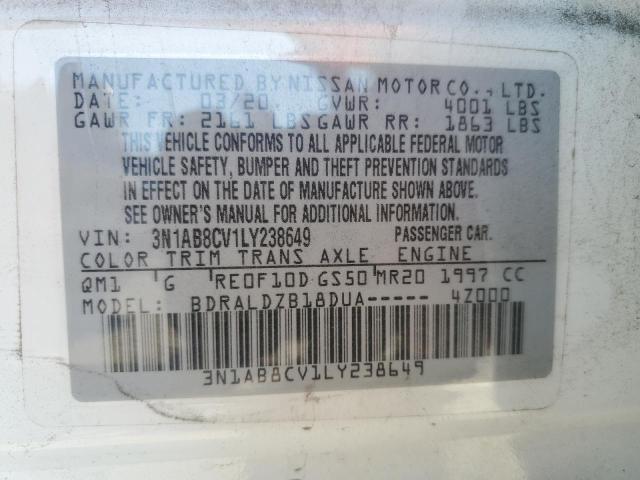 MANUFACTURED BY NISSAN MOTOR CO., LTD.
DATE: 03/20 GVWR: 4001 LBS
GAWR FR: 2161 LBS GAWR RR: 1863 LBS
THIS VEHICLE CONFORMS TO ALL APPLICABLE FEDERAL MOTOR
VEHICLE SAFETY, BUMPER AND THEFT PREVENTION STANDARDS
IN EFFECT ON THE DATE OF MANUFACTURE SHOWN ABOVE.
SEE OWNER'S MANUAL FOR ADDITIONAL INFORMATION.
VIN: 3N1AB8CV1LY238649 PASSENGER CAR.
COLOR TRIM TRANS AXLE ENGINE
QM1 'G 'RE0F10D GS50 'MR20 1997 CC
MODEL: BDRALDZB18DUA----- 4Z000
3N1AB8CV1LY238649